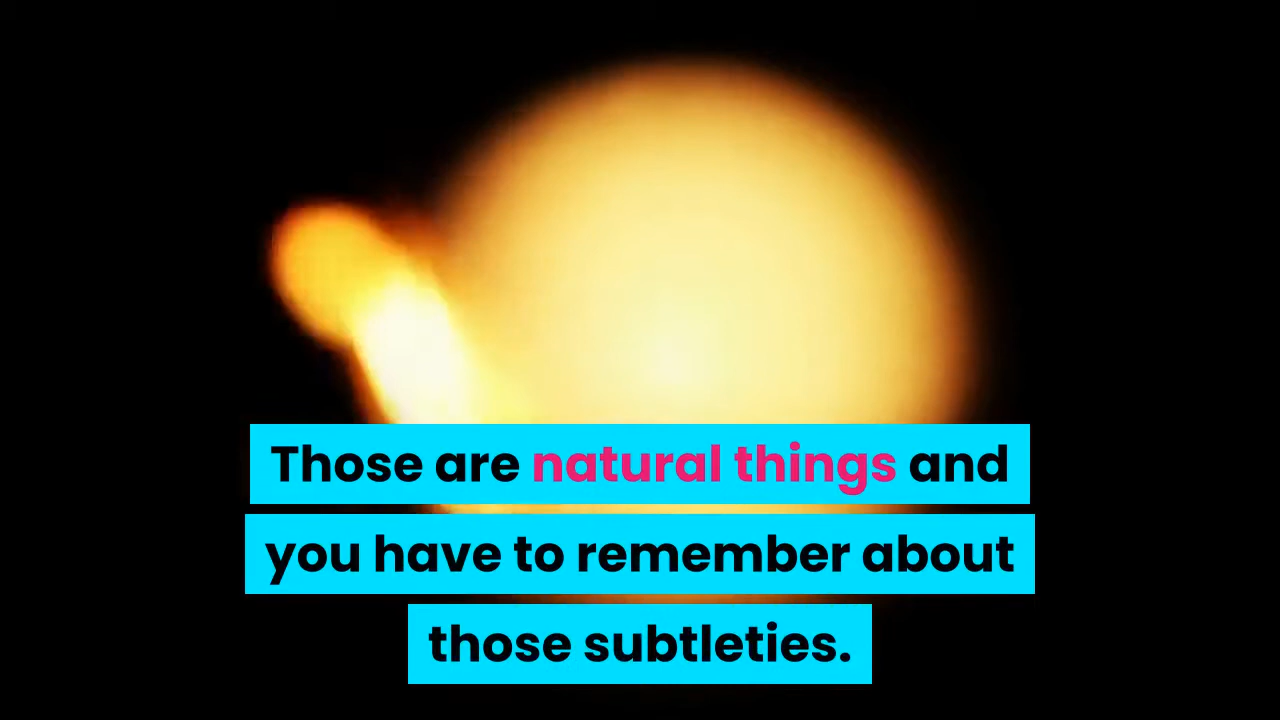 Those are natural things and
you have to remember about
those subtleties.